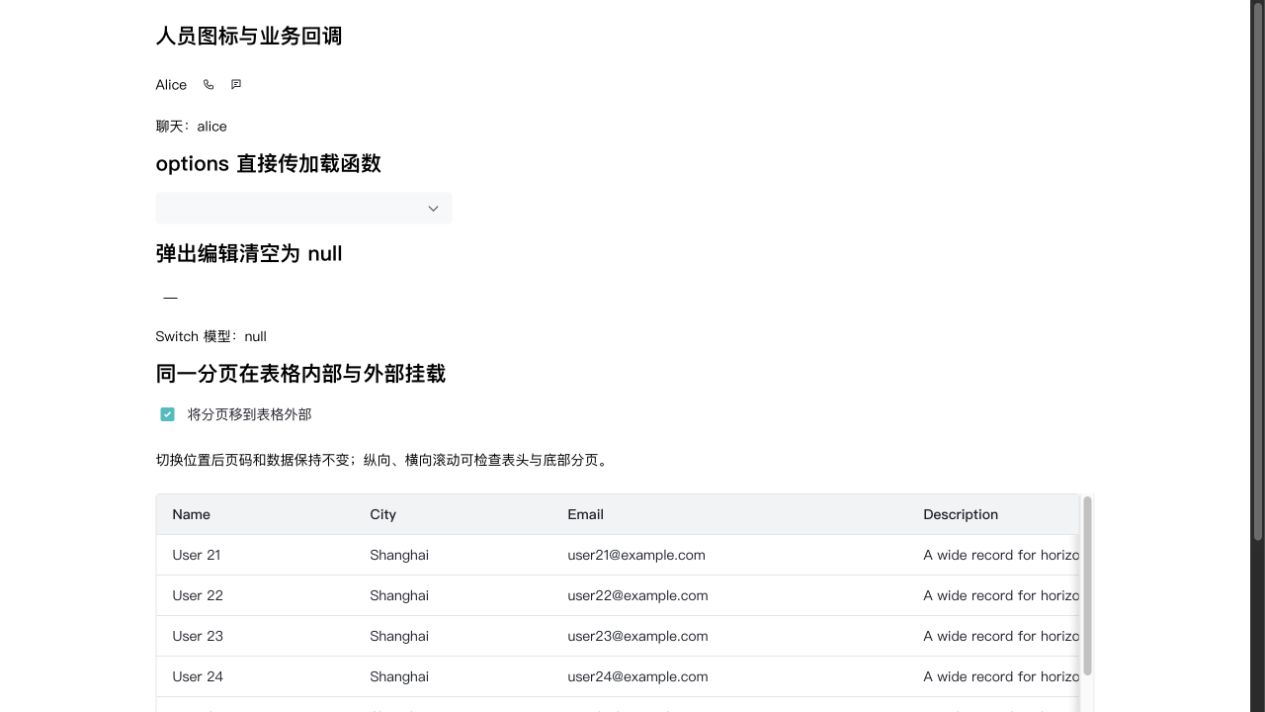 人员图标与业务回调
Alice
聊天：alice
options 直接传加载函数
弹出编辑清空为 null
—
Switch 模型：null
同一分页在表格内部与外部挂载
将分页移到表格外部
切换位置后页码和数据保持不变；纵向、横向滚动可检查表头与底部分页。
Name City Email Description
User 21 Shanghai user21@example.com A wide record for horizo
User 22 Shanghai user22@example.com A wide record for horizo
User 23 Shanghai user23@example.com A wide record for horizo
User 24 Shanghai user24@example.com A wide record for horizo